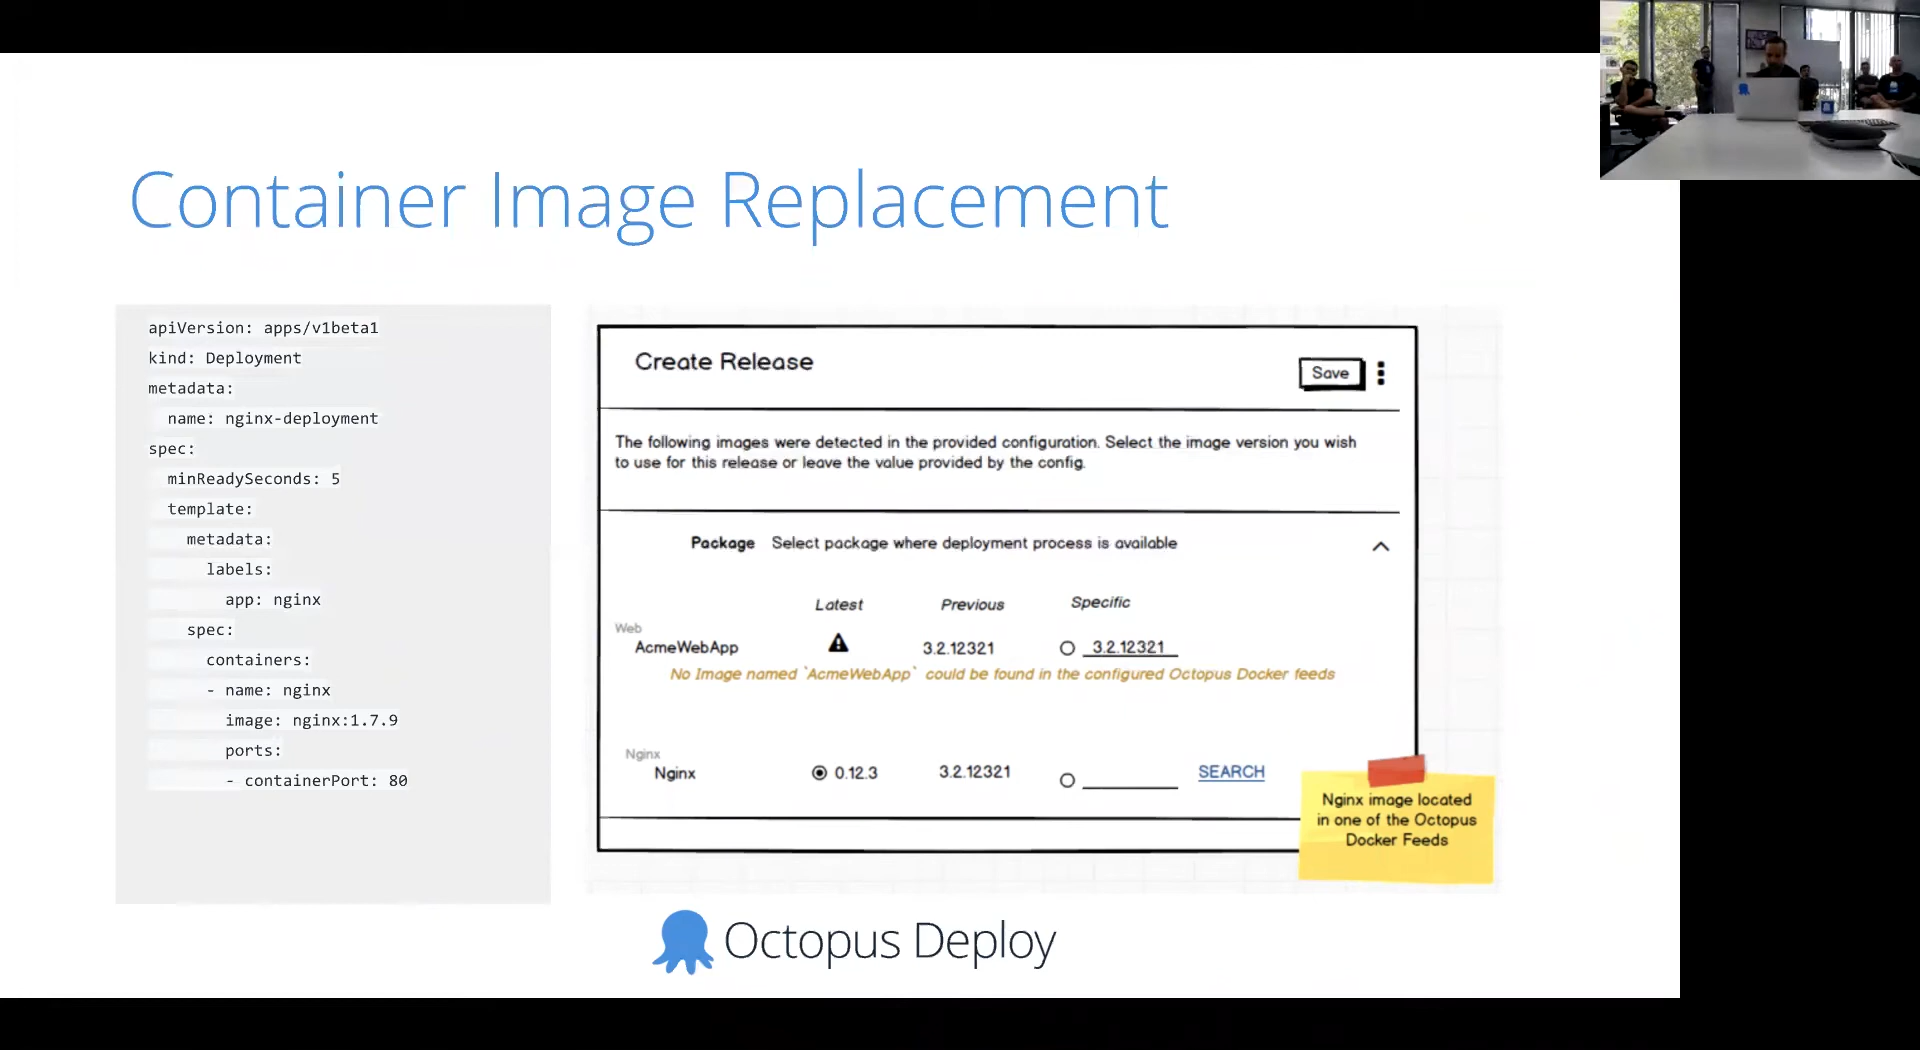 Container Image Replacement
apiVersion: apps/v1beta1
kind: Deployment
metadata:
name: nginx-deployment
spec:
minReadySeconds: 5
template:
metadata:
labels:
app: nginx
spec:
containers:
- name: nginx
image: nginx:1.7.9
ports:
- containerPort: 80
Create Release
Save
The following images were detected in the provided configuration. Select the image version you wish
to use for this release or leave the value provided by the config.
Package Select package where deployment process is available
Latest Previous Specific
Web
AcmeWebApp 3.2.12321 3.2.12321
No Image named `AcmeWebApp` could be found in the configured Octopus Docker feeds
Nginx
Nginx 0.12.3 3.2.12321 SEARCH
Nginx image located
in one of the Octopus
Docker Feeds
Octopus Deploy